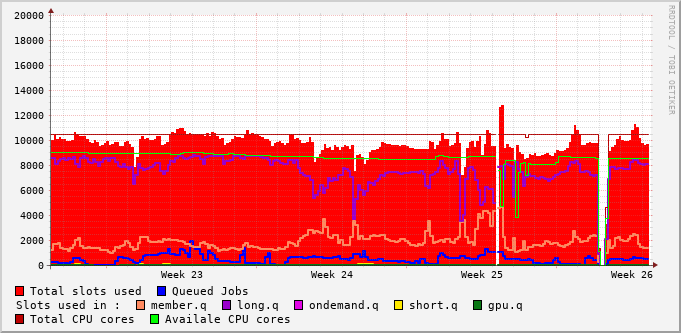 20000
18000
16000
14000
12000
10000
8000
6000
4000
2000
0
RRDTOOL / TOBI OETIKER
Week 23 Week 24 Week 25 Week 26
Total slots used Queued Jobs
Slots used in : member.q long.q ondemand.q short.q gpu.q
Total CPU cores Availale CPU cores